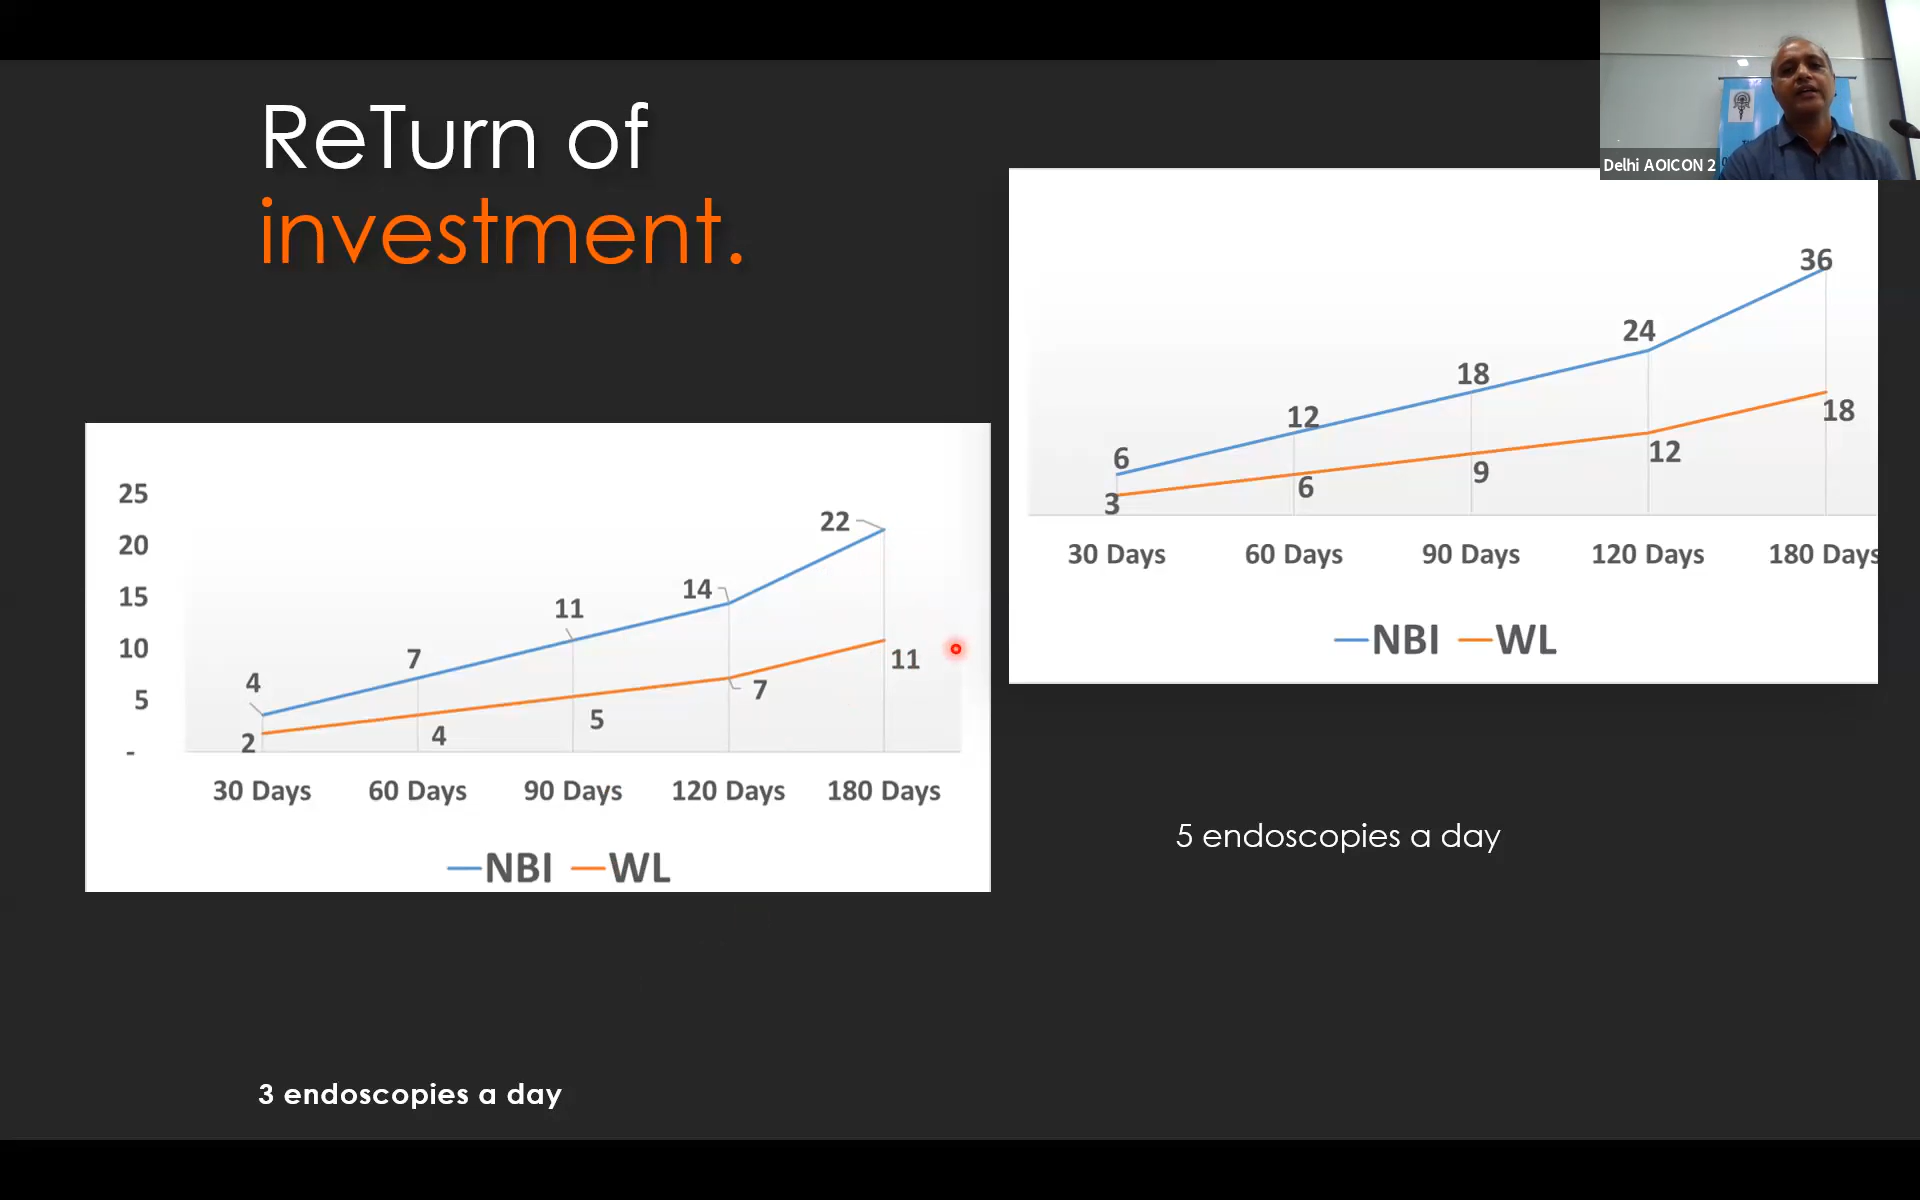 ReTurn of
investment.
Delhi AOICON 2
25
20
15
10
5
-
4
7
11
14
22
2
4
5
7
11
30 Days 60 Days 90 Days 120 Days 180 Days
NBI WL
3 endoscopies a day
36
24
18
12
6
3
6
9
12
18
30 Days 60 Days 90 Days 120 Days 180 Days
NBI WL
5 endoscopies a day